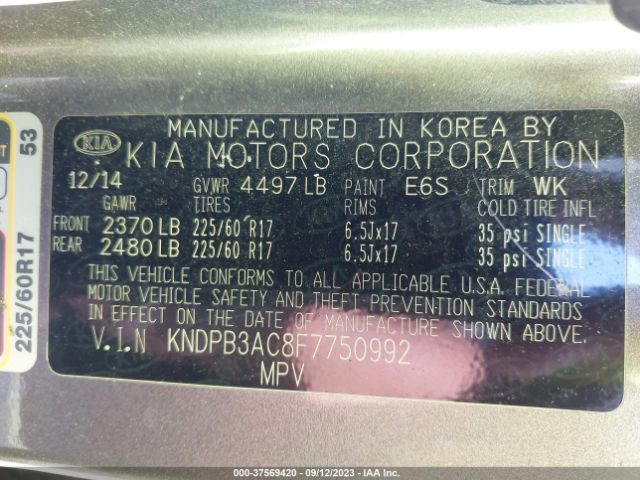 MANUFACTURED IN KOREA BY
KIA KIA MOTORS CORPORATION
12/14 GVWR 4497 LB PAINT E6S TRIM WK
GAWR TIRES RIMS COLD TIRE INFL
FRONT 2370 LB 225/60 R17 6.5Jx17 35 psi SINGLE
REAR 2480 LB 225/60 R17 6.5Jx17 35 psi SINGLE
THIS VEHICLE CONFORMS TO ALL APPLICABLE U.S.A. FEDERAL
MOTOR VEHICLE SAFETY AND THEFT PREVENTION STANDARDS
IN EFFECT ON THE DATE OF MANUFACTURE SHOWN ABOVE.
V.I.N KNDPB3AC8F7750992
MPV
225/60R17 53
000-37569420 - 09/12/2023 - IAA Inc.